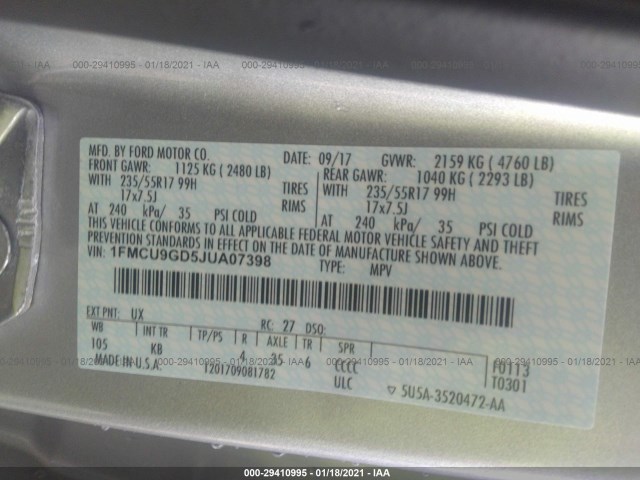 000-29410995 - 01/18/2021 - IAA
MFD. BY FORD MOTOR CO.
DATE: 09/17 GVWR: 2159 KG ( 4760 LB)
FRONT GAWR: 1125 KG ( 2480 LB)
REAR GAWR: 1040 KG ( 2293 LB)
WITH 235/55R17 99H TIRES
WITH 235/55R17 99H TIRES
17x7.5J RIMS
17x7.5J RIMS
AT 240 kPa/ 35 PSI COLD
AT 240 kPa/ 35 PSI COLD
THIS VEHICLE CONFORMS TO ALL APPLICABLE FEDERAL MOTOR VEHICLE SAFETY AND THEFT
PREVENTION STANDARDS IN EFFECT ON THE DATE OF MANUFACTURE SHOWN ABOVE.
VIN: 1FMCU9GD5JUA07398
TYPE: MPV
EXT PNT: UX RC: 27 DSO:
WB INT TR TP/PS R AXLE TR SPR
105 KB 4 35 6 CCCC
MADE IN U.S.A. T201709081782 ULC
F0113
T0301
5U5A-3520472-AA
000-29410995 - 01/18/2021 - IAA